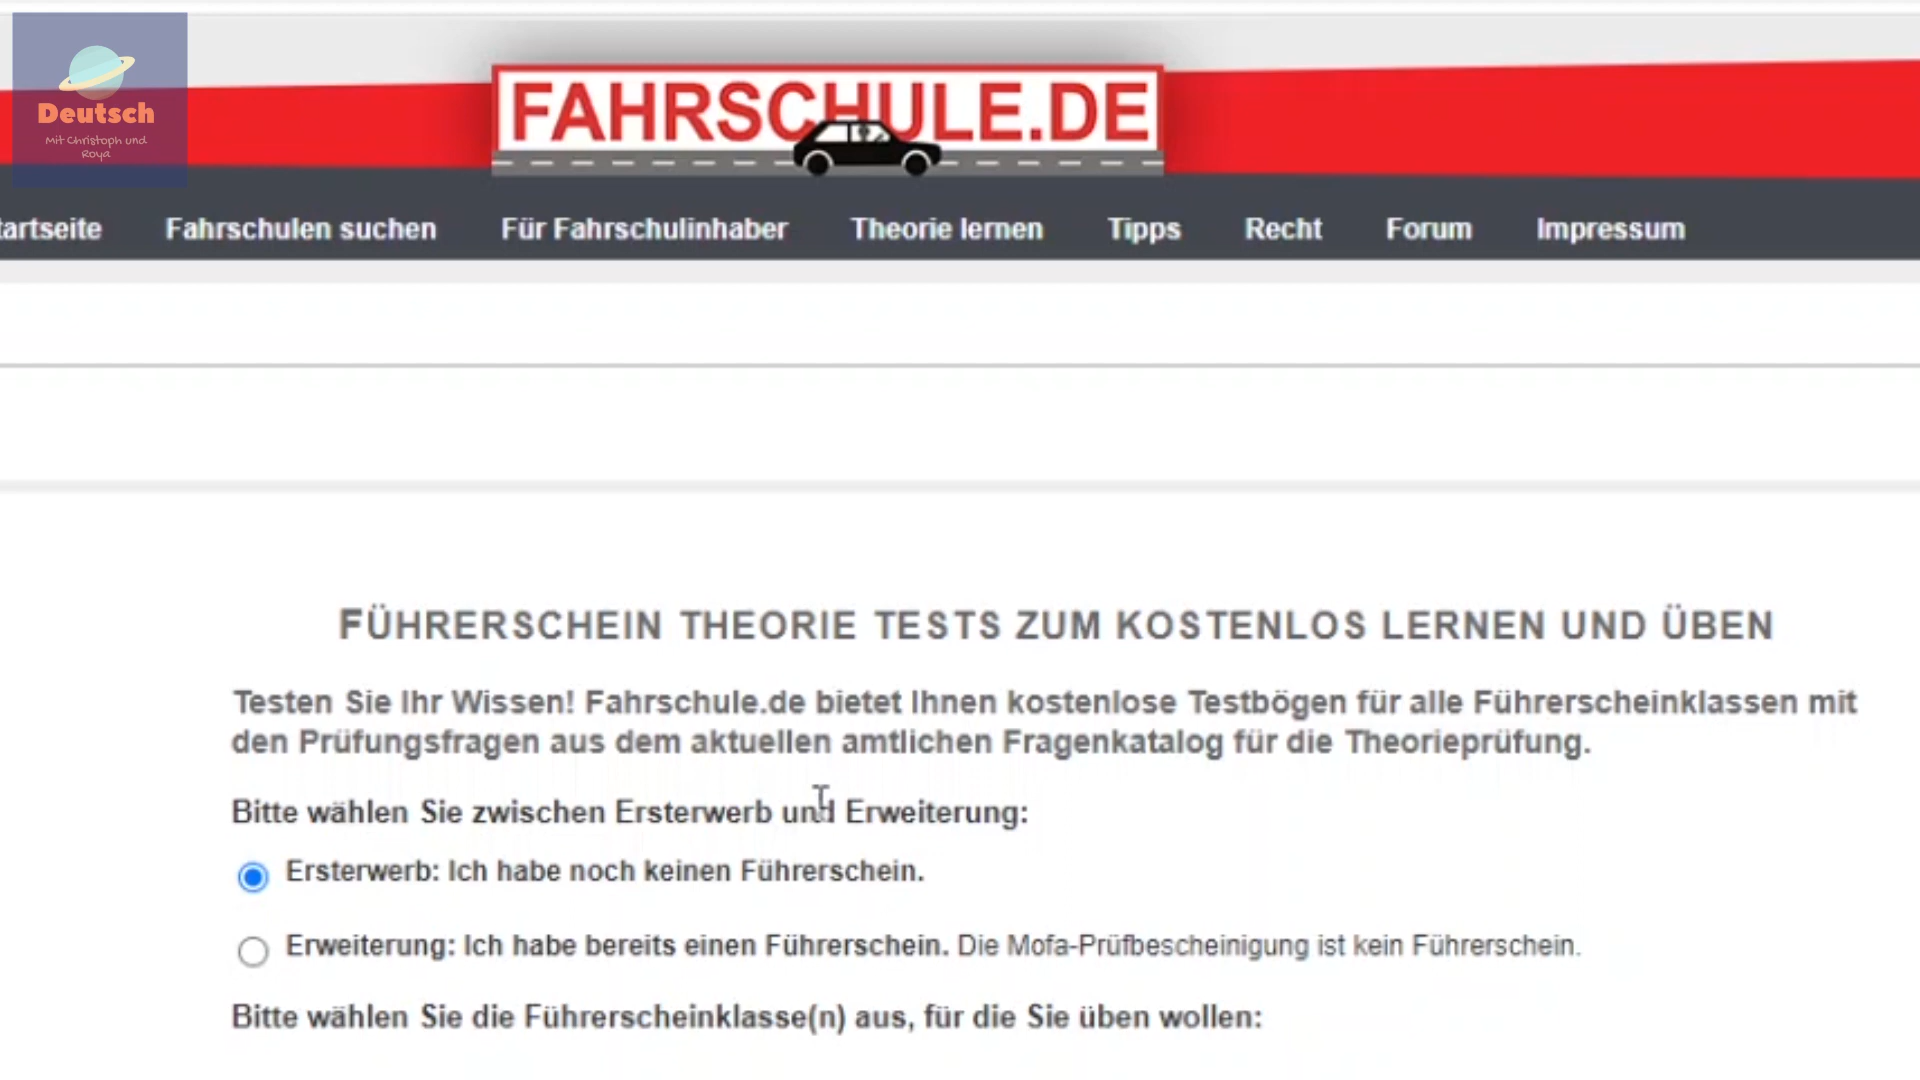 Deutsch
Mit Christoph und
Roya
FAHRSCHULE.DE
tartseite Fahrschulen suchen Für Fahrschulinhaber Theorie lernen Tipps Recht Forum Impressum
FÜHRERSCHEIN THEORIE TESTS ZUM KOSTENLOS LERNEN UND ÜBEN
Testen Sie Ihr Wissen! Fahrschule.de bietet Ihnen kostenlose Testbögen für alle Führerscheinklassen mit
den Prüfungsfragen aus dem aktuellen amtlichen Fragenkatalog für die Theorieprüfung.
Bitte wählen Sie zwischen Ersterwerb und Erweiterung:
Ersterwerb: Ich habe noch keinen Führerschein.
Erweiterung: Ich habe bereits einen Führerschein. Die Mofa-Prüfbescheinigung ist kein Führerschein.
Bitte wählen Sie die Führerscheinklasse(n) aus, für die Sie üben wollen: